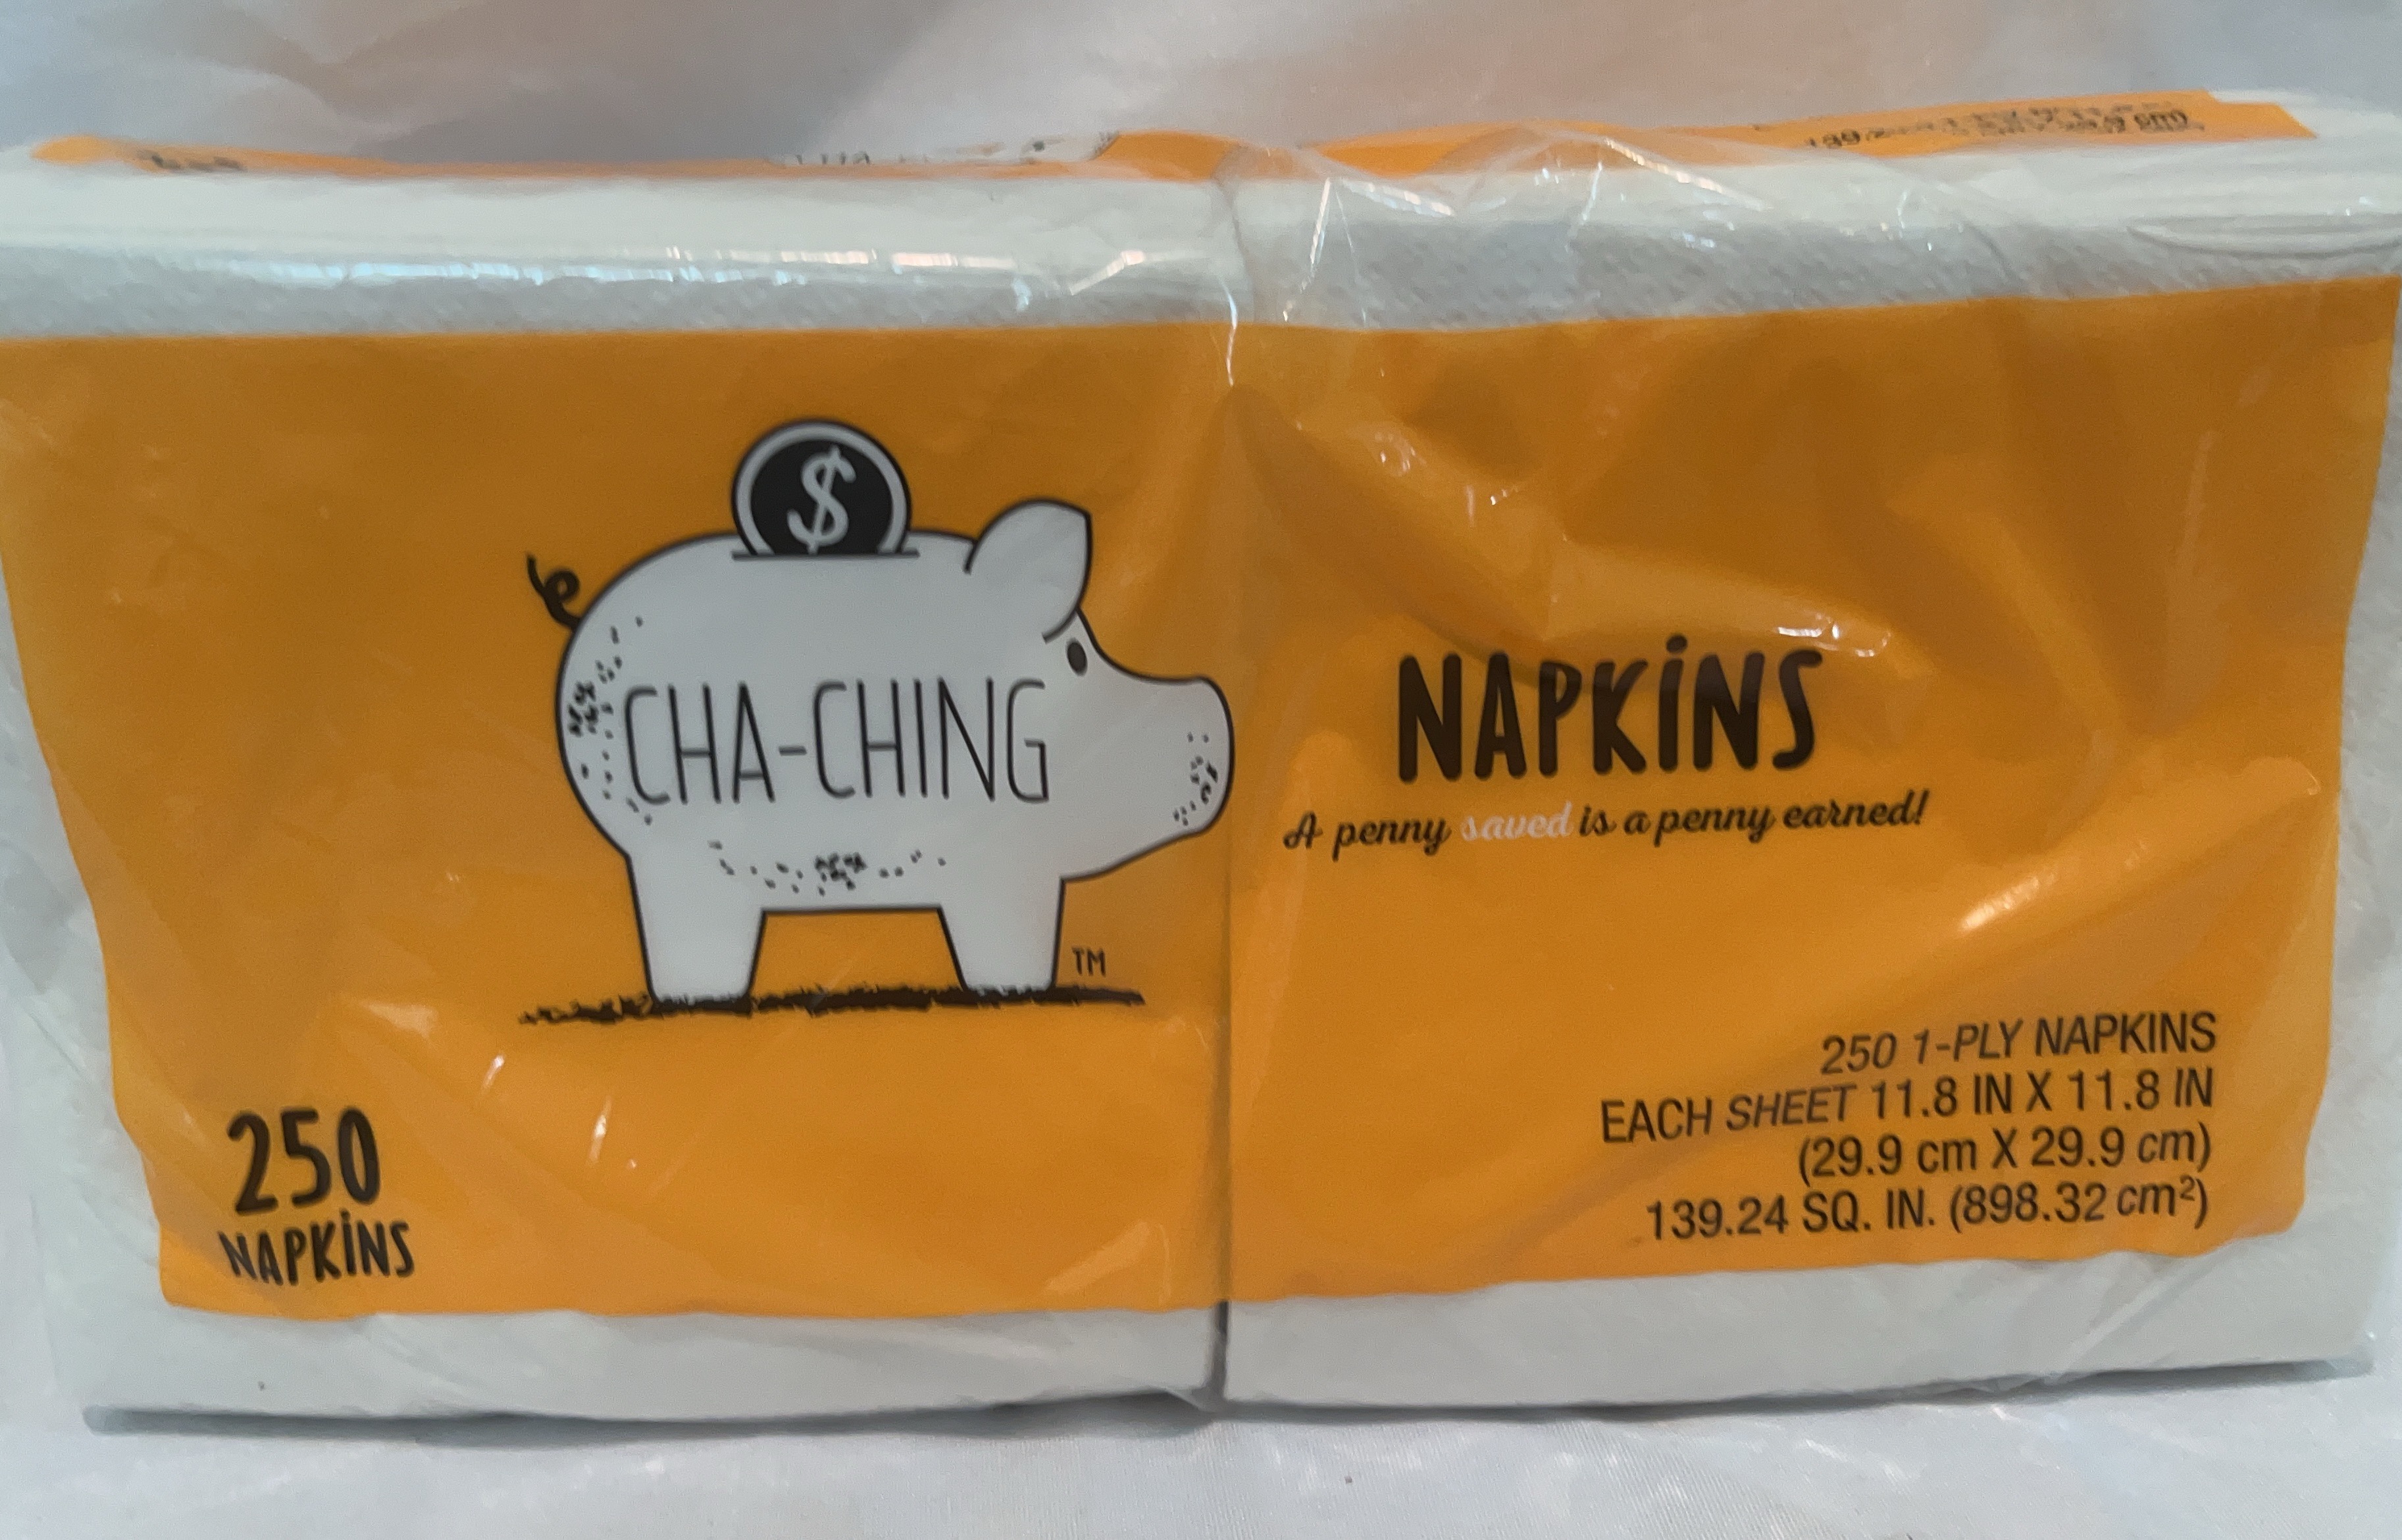 $
CHA-CHING
TM
NAPKINS
A penny saved is a penny earned!
250
NAPKINS
250 1-PLY NAPKINS
EACH SHEET 11.8 IN X 11.8 IN
(29.9 cm X 29.9 cm)
139.24 SQ. IN. (898.32 cm²)